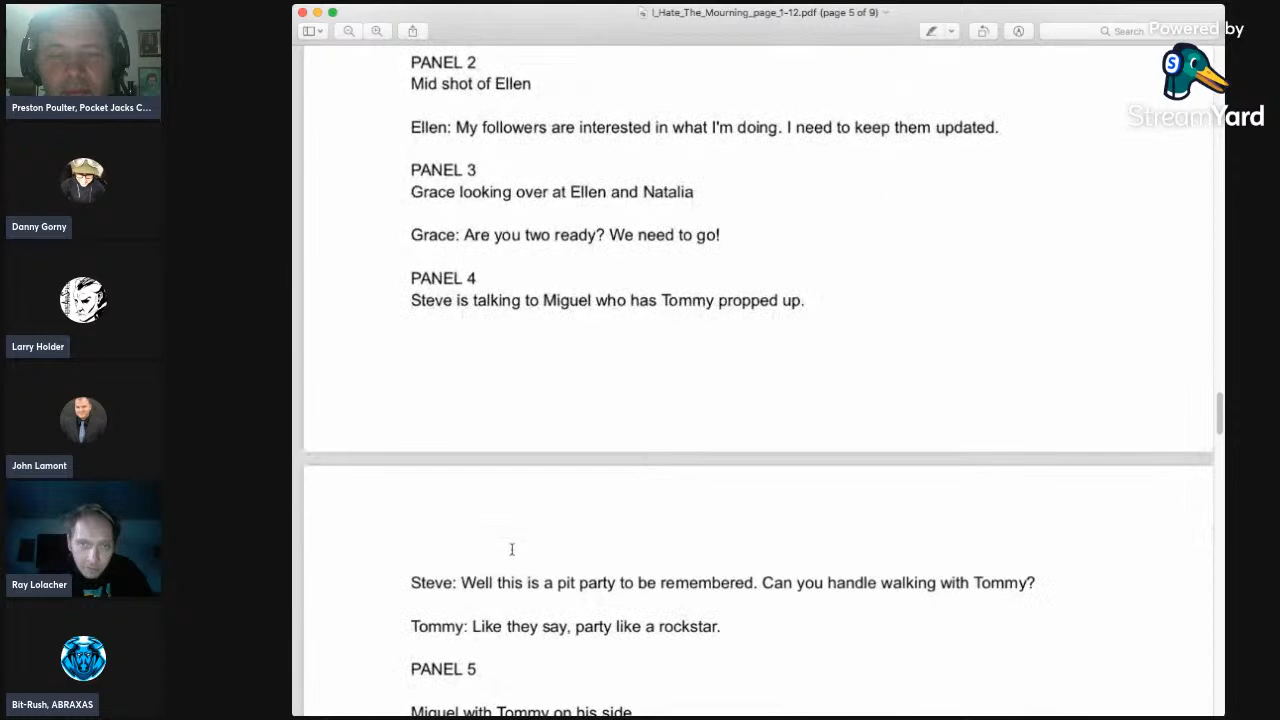 I_Hate_The_Mourning_page_1-12.pdf (page 5 of 9)
Search
Powered by
StreamYard
PANEL 2
Mid shot of Ellen
Ellen: My followers are interested in what I'm doing. I need to keep them updated.
PANEL 3
Grace looking over at Ellen and Natalia
Grace: Are you two ready? We need to go!
PANEL 4
Steve is talking to Miguel who has Tommy propped up.
Steve: Well this is a pit party to be remembered. Can you handle walking with Tommy?
Tommy: Like they say, party like a rockstar.
PANEL 5
Miguel with Tommy on his side
Preston Poulter, Pocket Jacks C...
Danny Gorny
Larry Holder
John Lamont
Ray Lolacher
Bit-Rush, ABRAXAS